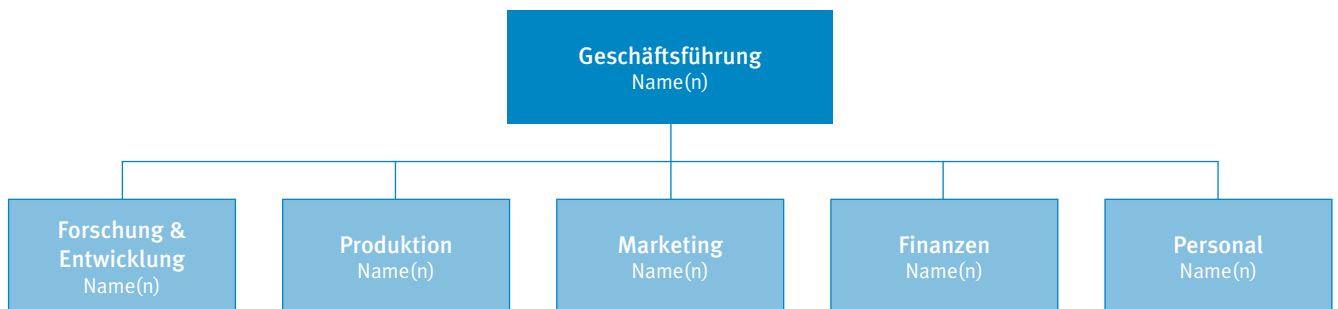 Geschäftsführung
Name(n)
Forschung &
Entwicklung
Name(n)
Produktion
Name(n)
Marketing
Name(n)
Finanzen
Name(n)
Personal
Name(n)